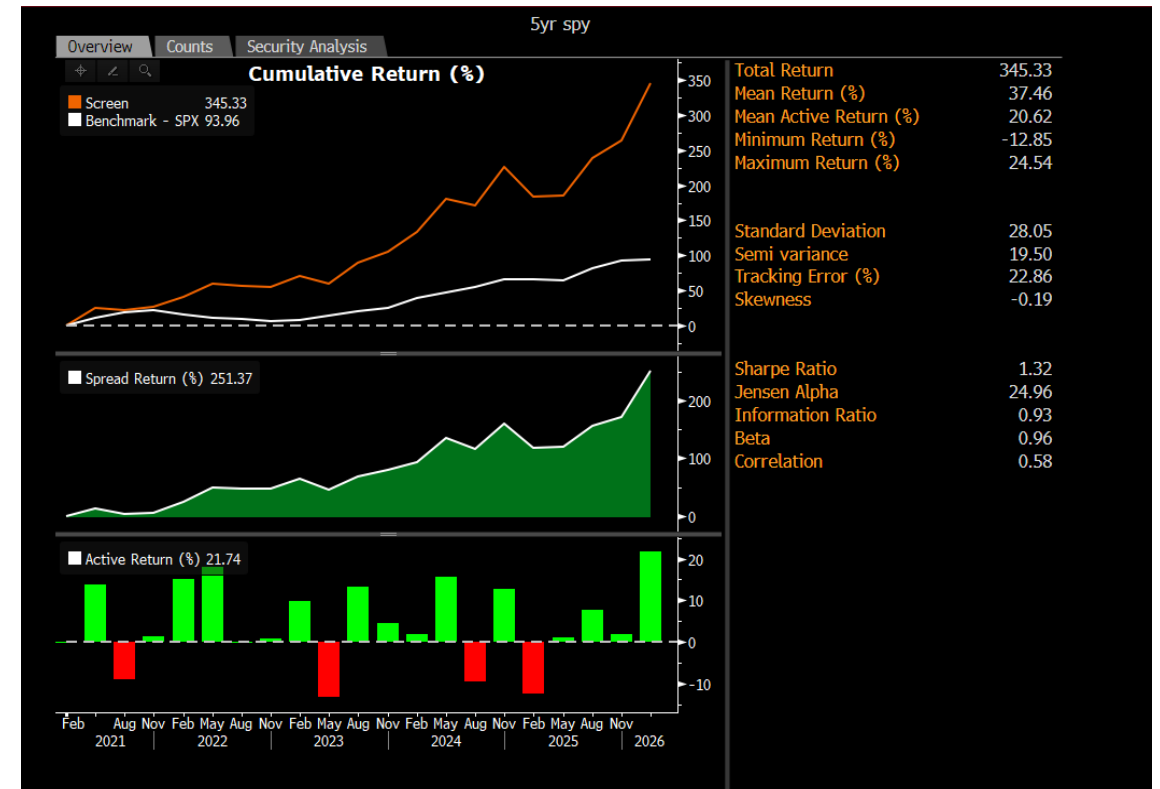 5yr spy
Overview Counts Security Analysis
Cumulative Return (%)
Screen 345.33
Benchmark - SPX 93.96
350
300
250
200
150
100
50
0
Spread Return (%) 251.37
200
100
0
Active Return (%) 21.74
20
10
0
-10
Feb Aug Nov Feb May Aug Nov Feb May Aug Nov Feb May Aug Nov Feb May Aug Nov
2021 2022 2023 2024 2025 2026
Total Return 345.33
Mean Return (%) 37.46
Mean Active Return (%) 20.62
Minimum Return (%) -12.85
Maximum Return (%) 24.54
Standard Deviation 28.05
Semi variance 19.50
Tracking Error (%) 22.86
Skewness -0.19
Sharpe Ratio 1.32
Jensen Alpha 24.96
Information Ratio 0.93
Beta 0.96
Correlation 0.58